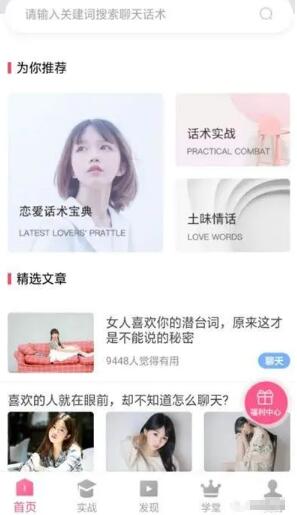 请输入关建词搜索聊天话术
为你推荐
恋爱话术宝典
LATEST LOVERS' PRATTLE
话术实战
PRACTICAL COMBAT
土味情话
LOVE WORDS
精选文章
女人喜欢你的潜台词，原来这才
是不能说的秘密
9448人觉得有用
聊天
喜欢的人就在眼前，却不知道怎么聊天？
福利中心
首页
实战
发现
学堂